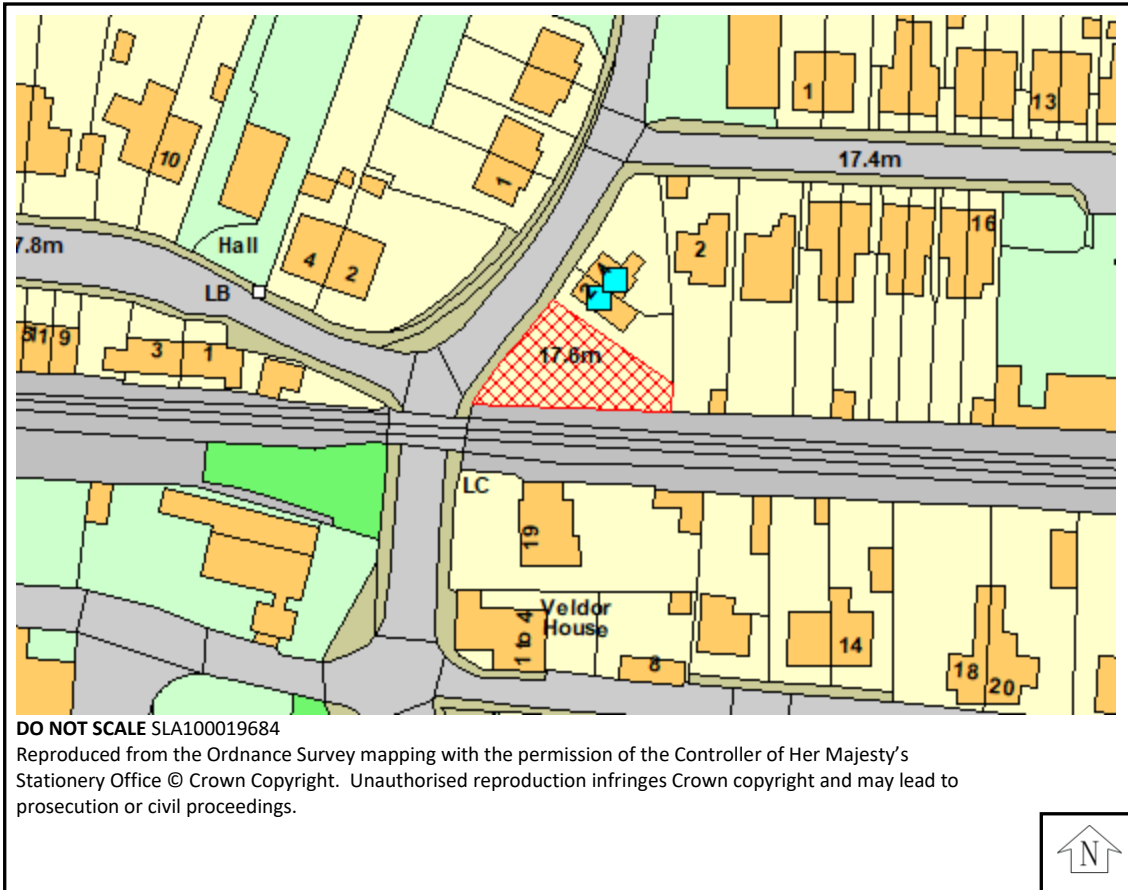 1
13
10
17.4m
1
16
Hall
2
7.8m
4
2
LB
5
11
9
3
1
17.6m
LC
19
Veldor
House
1 to 4
14
8
18
20
DO NOT SCALE SLA100019684
Reproduced from the Ordnance Survey mapping with the permission of the Controller of Her Majesty’s
Stationery Office © Crown Copyright. Unauthorised reproduction infringes Crown copyright and may lead to
prosecution or civil proceedings.
N